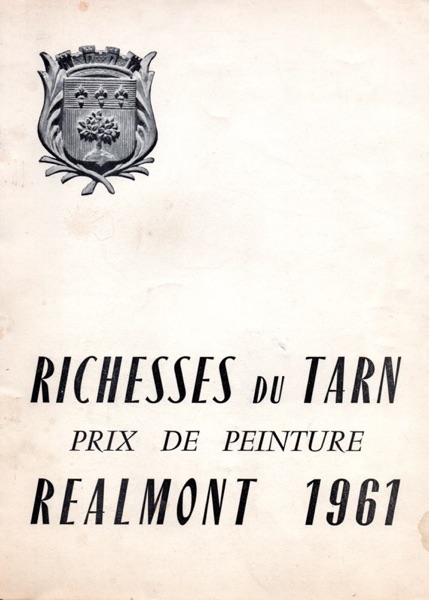 RICHESSES DU TARN
PRIX DE PEINTURE
REALMONT 1961